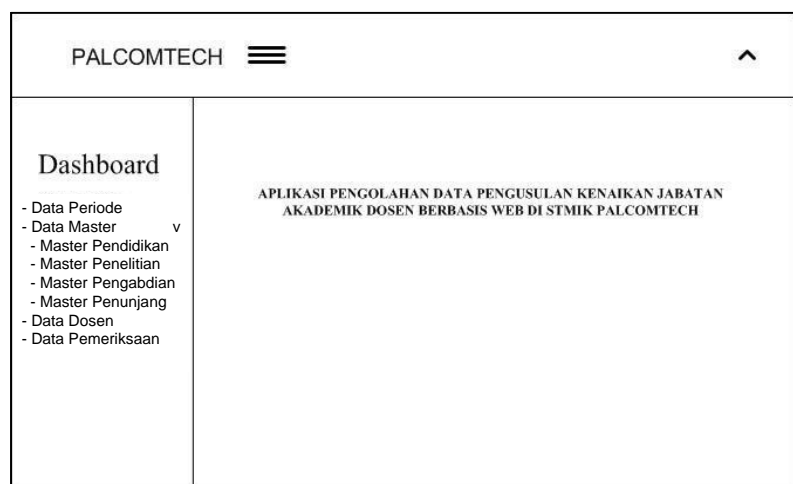 PALCOMTECH
Dashboard
- Data Periode
- Data Master v
- Master Pendidikan
- Master Penelitian
- Master Pengabdian
- Master Penunjang
- Data Dosen
- Data Pemeriksaan
APLIKASI PENGOLAHAN DATA PENGUSULAN KENAIKAN JABATAN
AKADEMIK DOSEN BERBASIS WEB DI STMIK PALCOMTECH